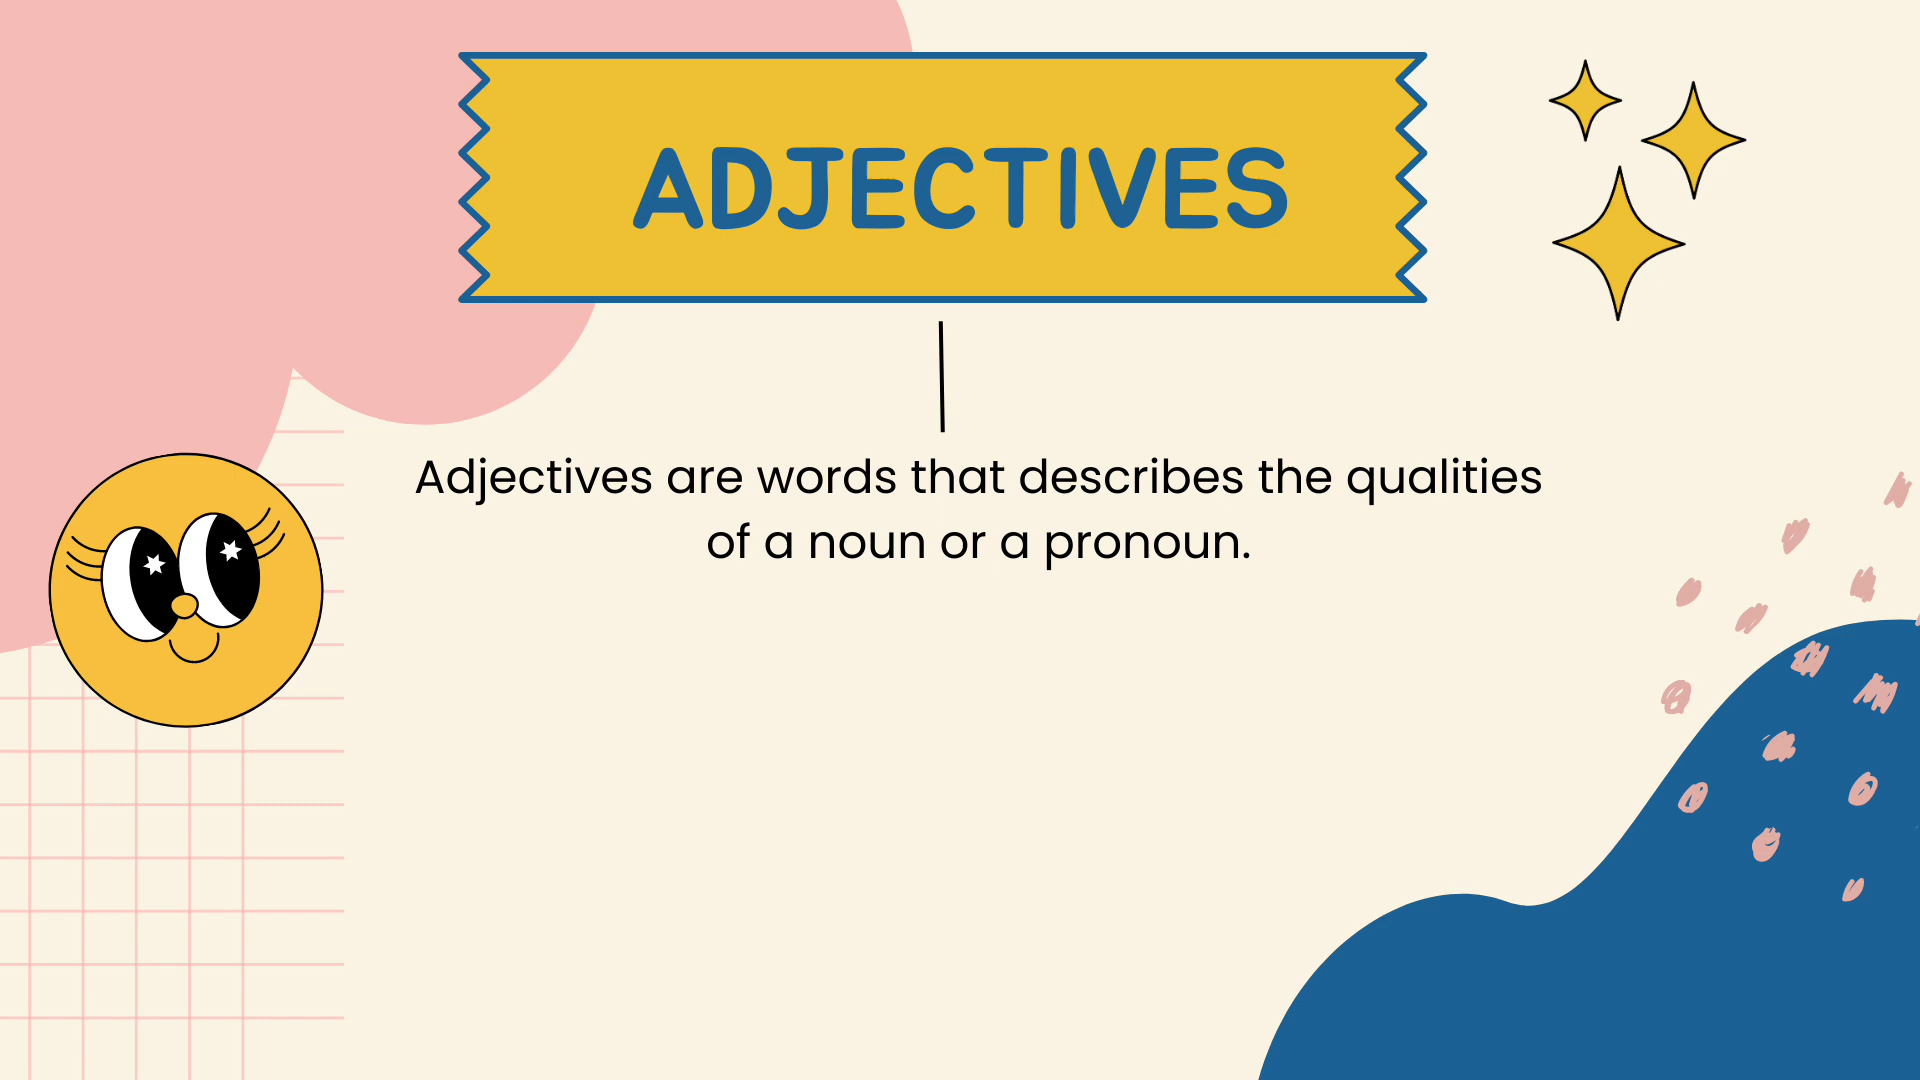 ADJECTIVES
Adjectives are words that describes the qualities
of a noun or a pronoun.